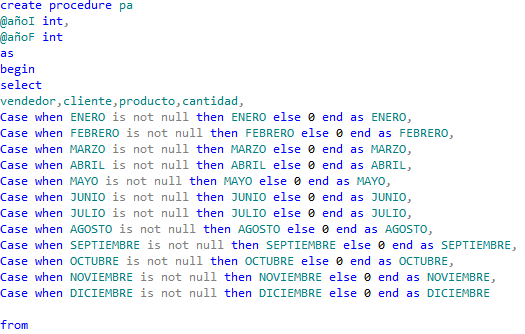 create procedure pa
@añoI int,
@añoF int
as
begin
select
vendedor,cliente,producto,cantidad,
Case when ENERO is not null then ENERO else 0 end as ENERO,
Case when FEBRERO is not null then FEBRERO else 0 end as FEBRERO,
Case when MARZO is not null then MARZO else 0 end as MARZO,
Case when ABRIL is not null then ABRIL else 0 end as ABRIL,
Case when MAYO is not null then MAYO else 0 end as MAYO,
Case when JUNIO is not null then JUNIO else 0 end as JUNIO,
Case when JULIO is not null then JULIO else 0 end as JULIO,
Case when AGOSTO is not null then AGOSTO else 0 end as AGOSTO,
Case when SEPTIEMBRE is not null then SEPTIEMBRE else 0 end as SEPTIEMBRE,
Case when OCTUBRE is not null then OCTUBRE else 0 end as OCTUBRE,
Case when NOVIEMBRE is not null then NOVIEMBRE else 0 end as NOVIEMBRE,
Case when DICIEMBRE is not null then DICIEMBRE else 0 end as DICIEMBRE
from